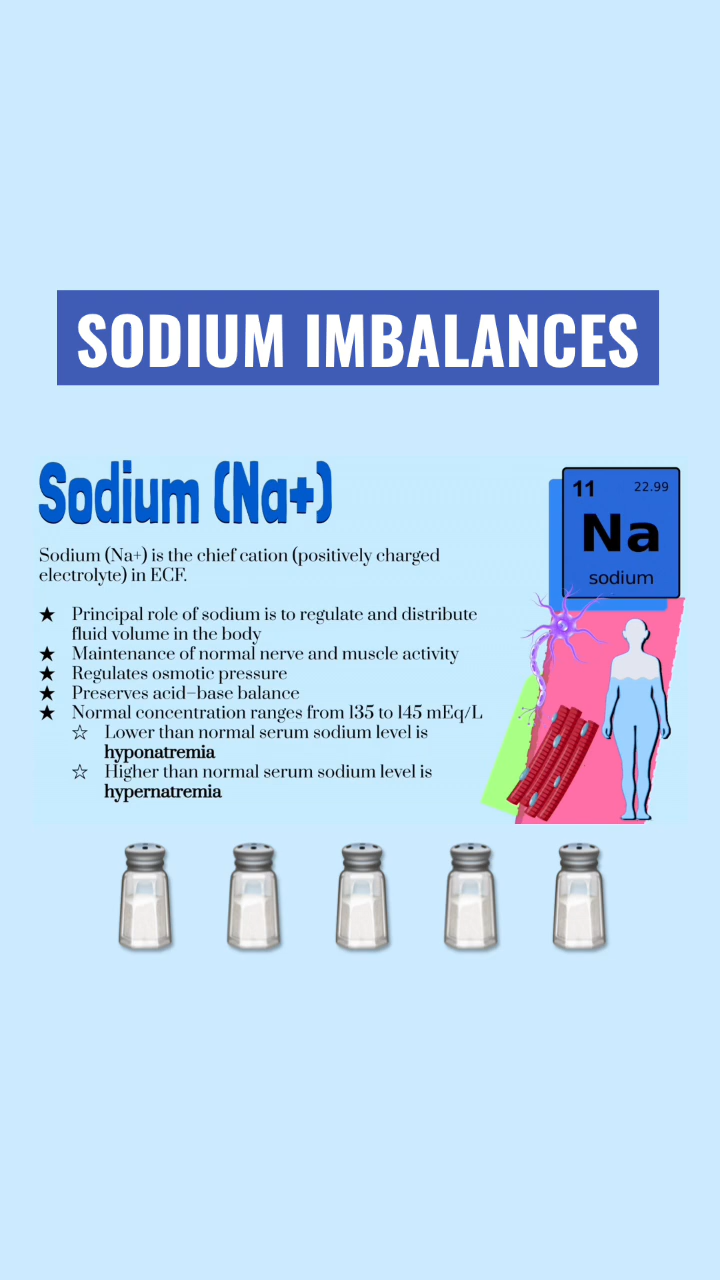 SODIUM IMBALANCES
Sodium (Na+)
11
22.99
Na
sodium
Sodium (Na+) is the chief cation (positively charged
electrolyte) in ECF.
★ Principal role of sodium is to regulate and distribute
fluid volume in the body
★ Maintenance of normal nerve and muscle activity
★ Regulates osmotic pressure
★ Preserves acid–base balance
★ Normal concentration ranges from 135 to 145 mEq/L
☆ Lower than normal serum sodium level is
hyponatremia
☆ Higher than normal serum sodium level is
hypernatremia